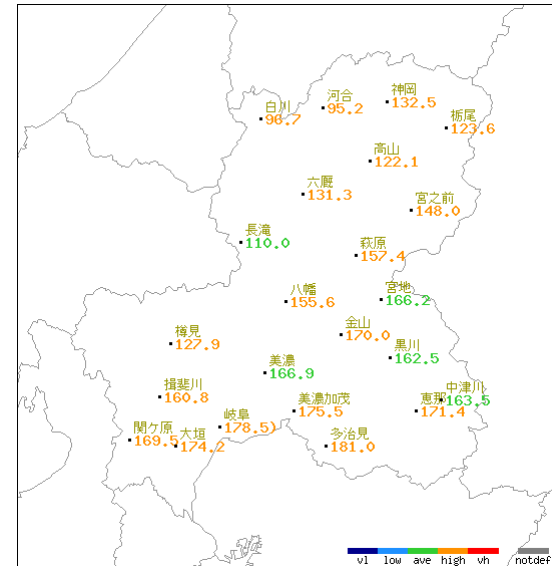 神岡
132.5
河合
95.2
白川
90.7
栃尾
123.6
高山
122.1
六厩
131.3
宮之前
148.0
長滝
110.0
萩原
157.4
宮地
166.2
八幡
155.6
金山
170.0
樽見
127.9
黒川
162.5
美濃
166.9
揖斐川
160.8
中津川
163.5
恵那
171.4
美濃加茂
175.5
岐阜
178.5)
関ケ原
169.5
大垣
174.2
多治見
181.0
vl low ave high vh notdef